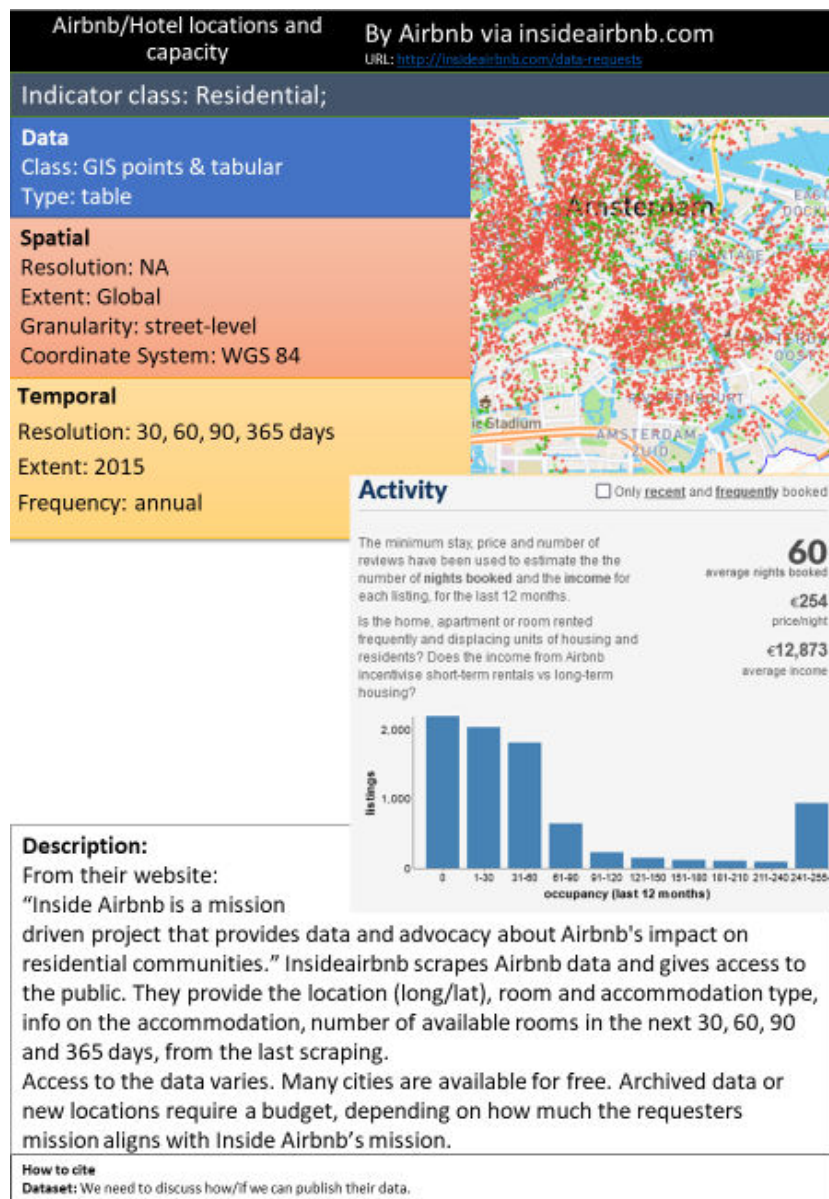 Airbnb/Hotel locations and
capacity
By Airbnb via insideairbnb.com
URL: http://insideairbnb.com/data-requests
Indicator class: Residential;
Data
Class: GIS points & tabular
Type: table
Spatial
Resolution: NA
Extent: Global
Granularity: street-level
Coordinate System: WGS 84
Temporal
Resolution: 30, 60, 90, 365 days
Extent: 2015
Frequency: annual
Amsterdam
Stadium
AMSTERDAM
ZUID
Activity
Only recent and frequently booked
The minimum stay, price and number of
reviews have been used to estimate the the
number of nights booked and the income for
each listing, for the last 12 months.
Is the home, apartment or room rented
frequently and displacing units of housing and
residents? Does the income from Airbnb
incentivise short-term rentals vs long-term
housing?
60
average nights booked
€254
price/night
€12,873
average income
2,000
1,000
0
listings
0 1-30 31-60 61-90 91-120 121-150 151-180 181-210 211-240 241-255
occupancy (last 12 months)
Description:
From their website:
“Inside Airbnb is a mission
driven project that provides data and advocacy about Airbnb's impact on
residential communities.” Insideairbnb scrapes Airbnb data and gives access to
the public. They provide the location (long/lat), room and accommodation type,
info on the accommodation, number of available rooms in the next 30, 60, 90
and 365 days, from the last scraping.
Access to the data varies. Many cities are available for free. Archived data or
new locations require a budget, depending on how much the requesters
mission aligns with Inside Airbnb’s mission.
How to cite
Dataset: We need to discuss how/if we can publish their data.